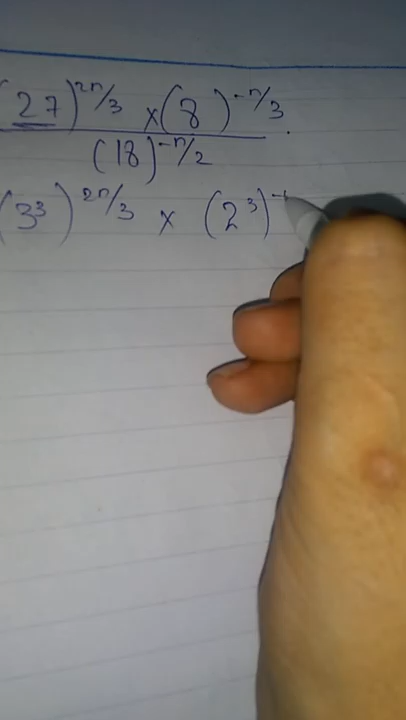 (27)^{2n/3} × (8)^{-n/3}
(18)^{-n/2}
(3^3)^{2n/3} × (2^3)^-